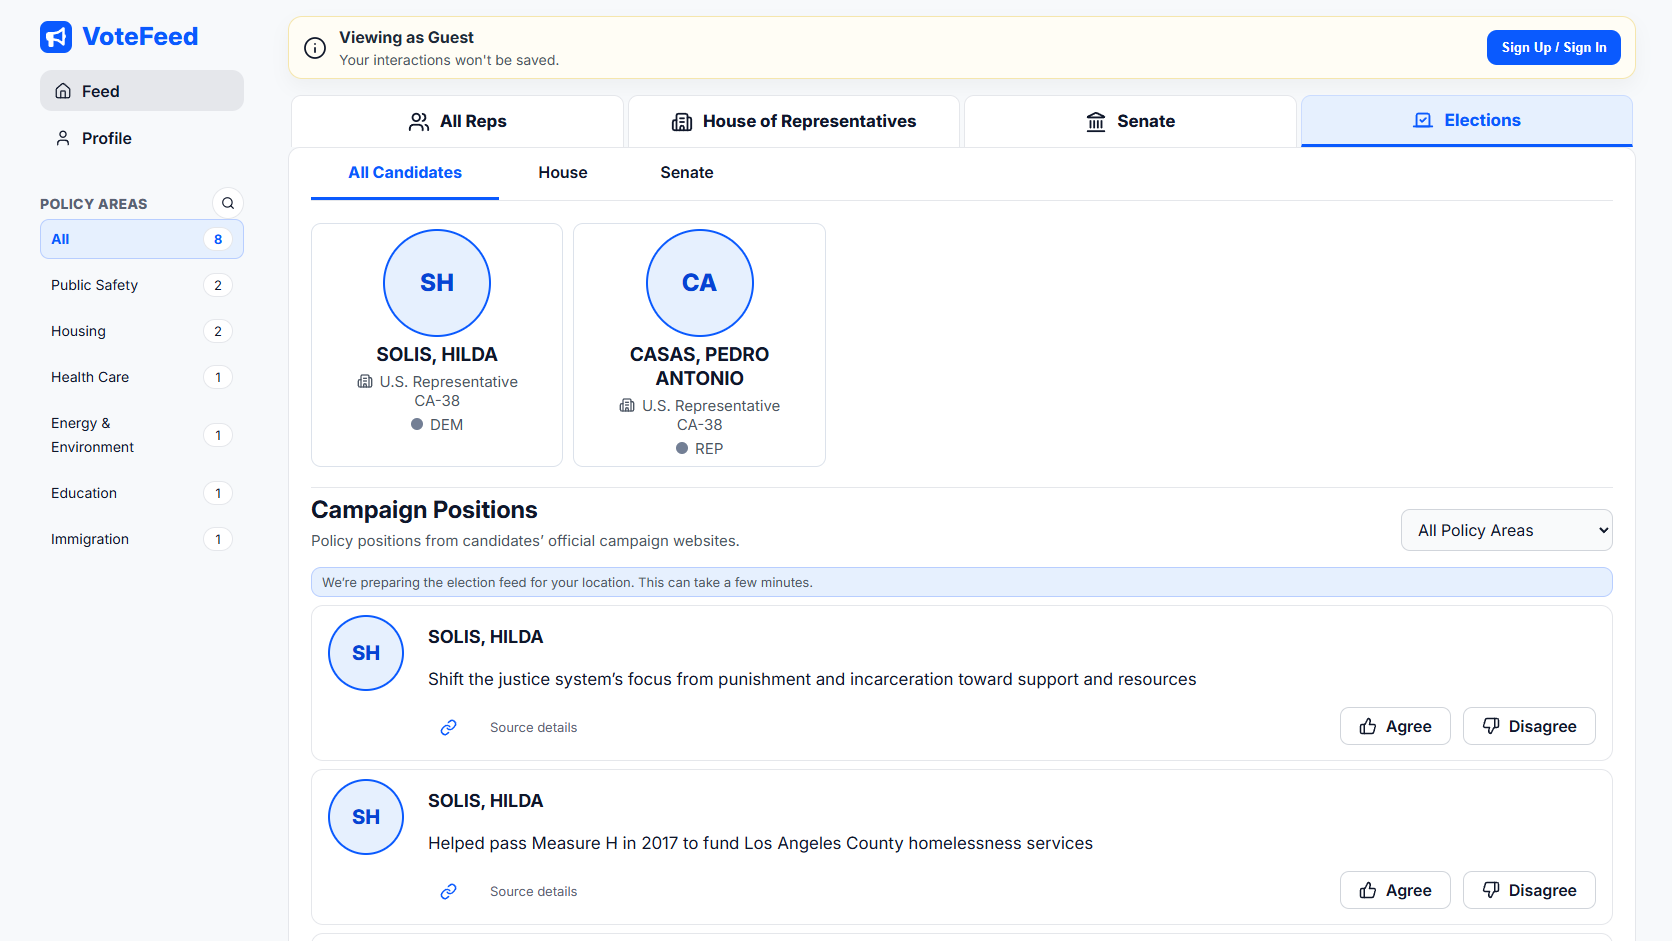 VoteFeed
Feed
Profile
POLICY AREAS
All 8
Public Safety 2
Housing 2
Health Care 1
Energy &
Environment 1
Education 1
Immigration 1
Viewing as Guest
Your interactions won't be saved.
Sign Up / Sign In
All Reps
House of Representatives
Senate
Elections
All Candidates
House
Senate
SH
SOLIS, HILDA
U.S. Representative
CA-38
DEM
CA
CASAS, PEDRO
ANTONIO
U.S. Representative
CA-38
REP
Campaign Positions
Policy positions from candidates’ official campaign websites.
All Policy Areas
We’re preparing the election feed for your location. This can take a few minutes.
SH
SOLIS, HILDA
Shift the justice system’s focus from punishment and incarceration toward support and resources
Source details
Agree
Disagree
SH
SOLIS, HILDA
Helped pass Measure H in 2017 to fund Los Angeles County homelessness services
Source details
Agree
Disagree